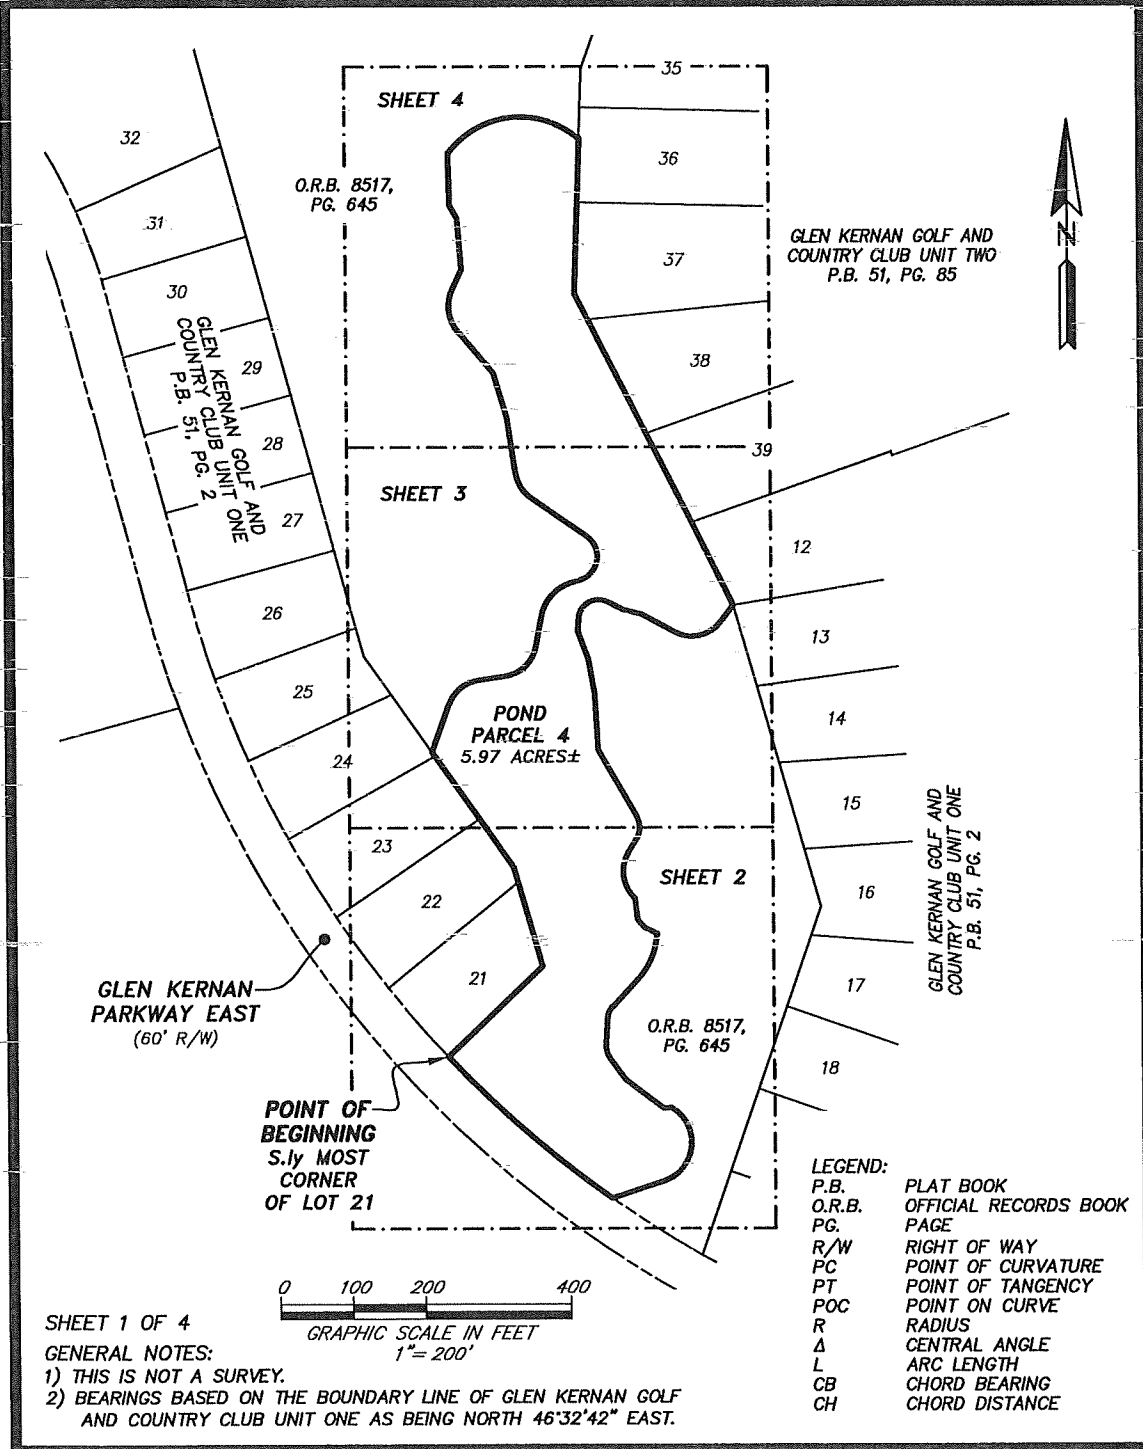 35
SHEET 4
32
36
O.R.B. 8517,
PG. 645
31
GLEN KERNAN GOLF AND
COUNTRY CLUB UNIT TWO
P.B. 51, PG. 85
N
37
30
GLEN KERNAN GOLF AND
COUNTRY CLUB UNIT ONE
P.B. 51, PG. 2
29
38
28
39
SHEET 3
27
12
26
13
25
POND
PARCEL 4
5.97 ACRES±
14
24
15
23
SHEET 2
22
16
GLEN KERNAN GOLF AND
COUNTRY CLUB UNIT ONE
P.B. 51, PG. 2
21
17
GLEN KERNAN
PARKWAY EAST
(60' R/W)
O.R.B. 8517,
PG. 645
18
POINT OF
BEGINNING
S.ly MOST
CORNER
OF LOT 21
LEGEND:
P.B. PLAT BOOK
O.R.B. OFFICIAL RECORDS BOOK
PG. PAGE
R/W RIGHT OF WAY
PC POINT OF CURVATURE
PT POINT OF TANGENCY
POC POINT ON CURVE
R RADIUS
Δ CENTRAL ANGLE
L ARC LENGTH
CB CHORD BEARING
CH CHORD DISTANCE
0 100 200 400
GRAPHIC SCALE IN FEET
1"= 200'
SHEET 1 OF 4
GENERAL NOTES:
1) THIS IS NOT A SURVEY.
2) BEARINGS BASED ON THE BOUNDARY LINE OF GLEN KERNAN GOLF
AND COUNTRY CLUB UNIT ONE AS BEING NORTH 46°32'42" EAST.